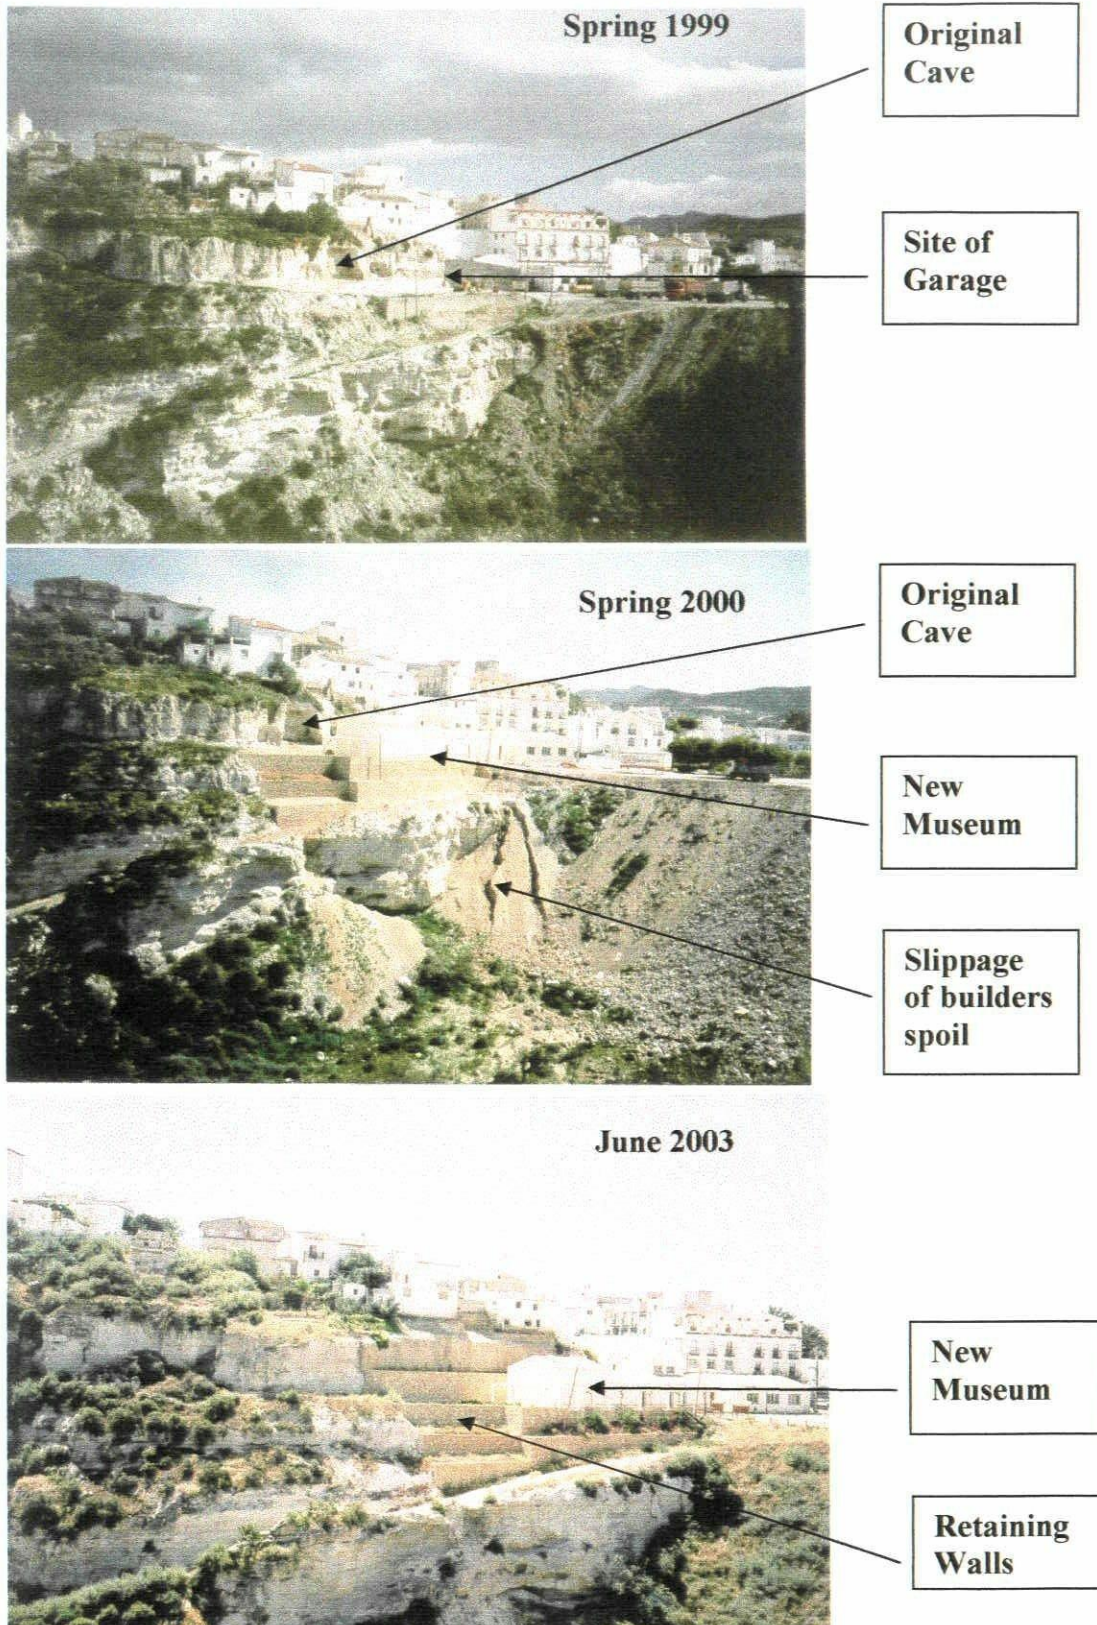 Spring 1999
Original
Cave
Site of
Garage
Spring 2000
Original
Cave
New
Museum
Slippage
of builders
spoil
June 2003
New
Museum
Retaining
Walls